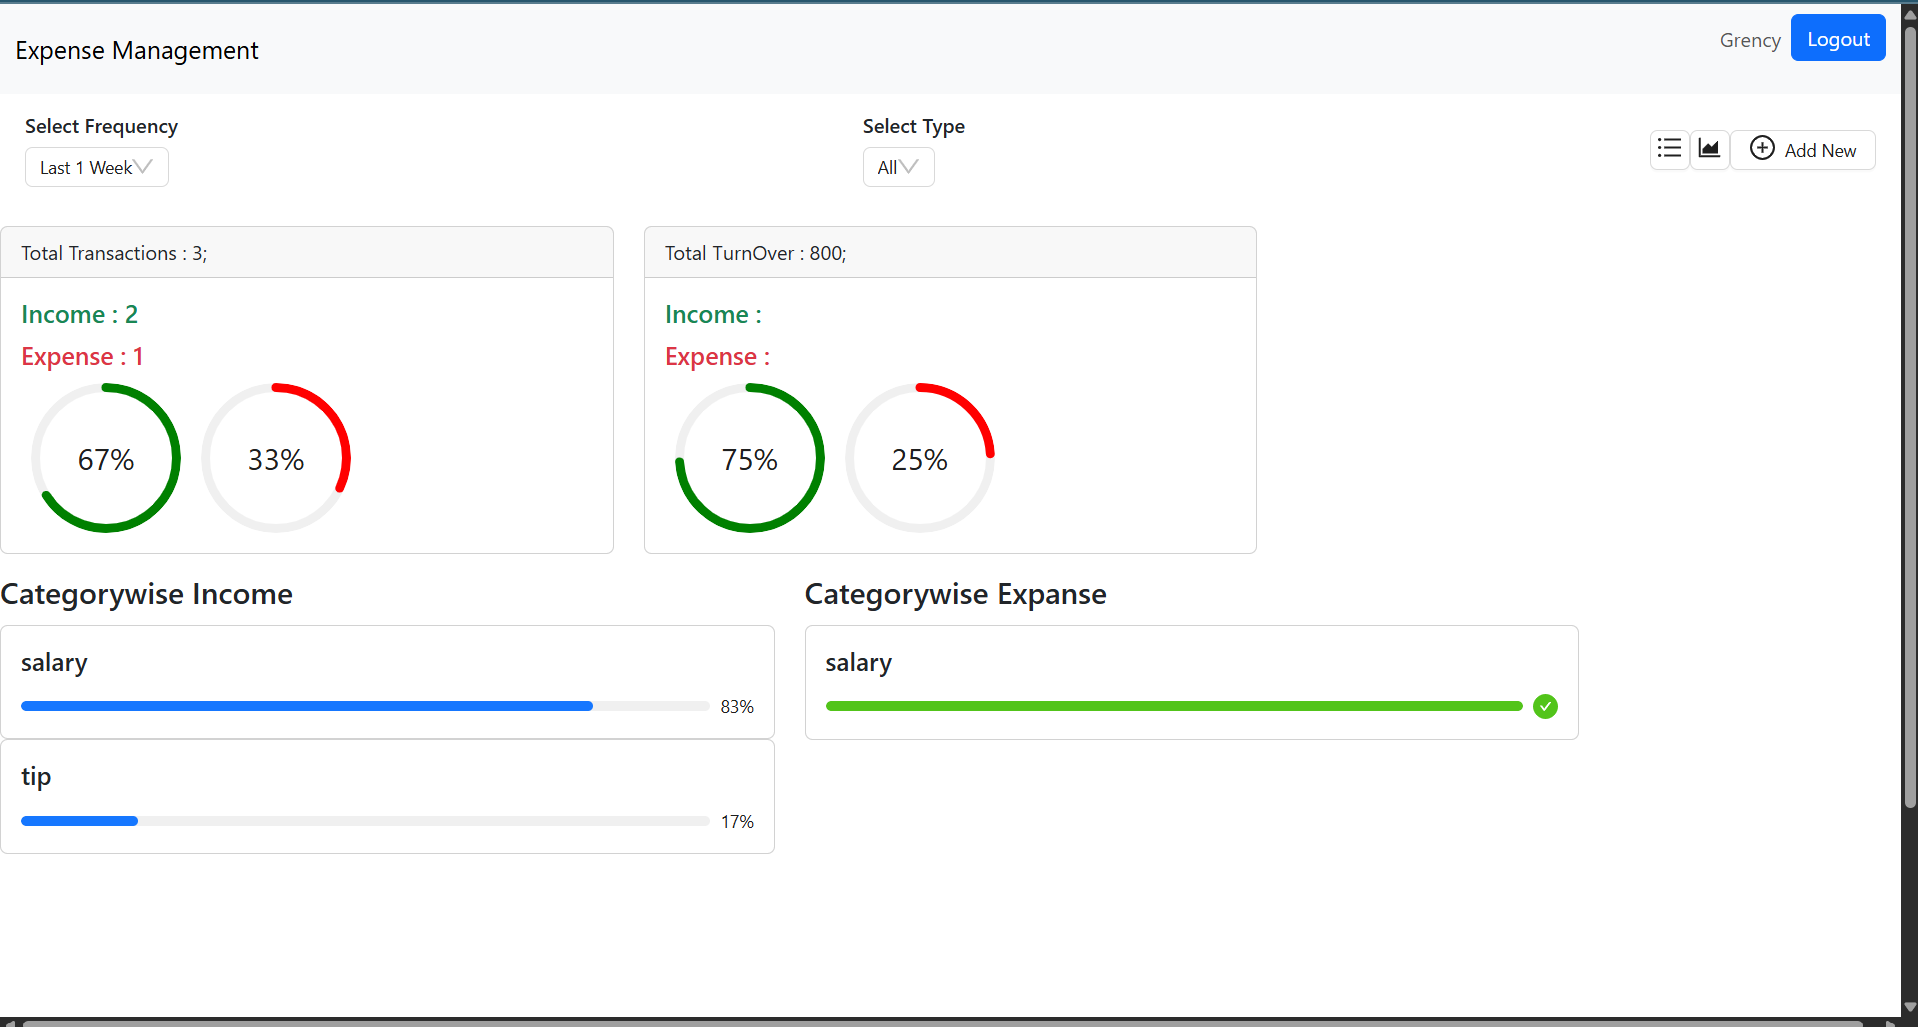 Expense Management
Grency
Logout
Select Frequency
Last 1 Week
Select Type
All
Add New
Total Transactions : 3;
Income : 2
Expense : 1
67%
33%
Total TurnOver : 800;
Income :
Expense :
75%
25%
Categorywise Income
salary
83%
tip
17%
Categorywise Expanse
salary